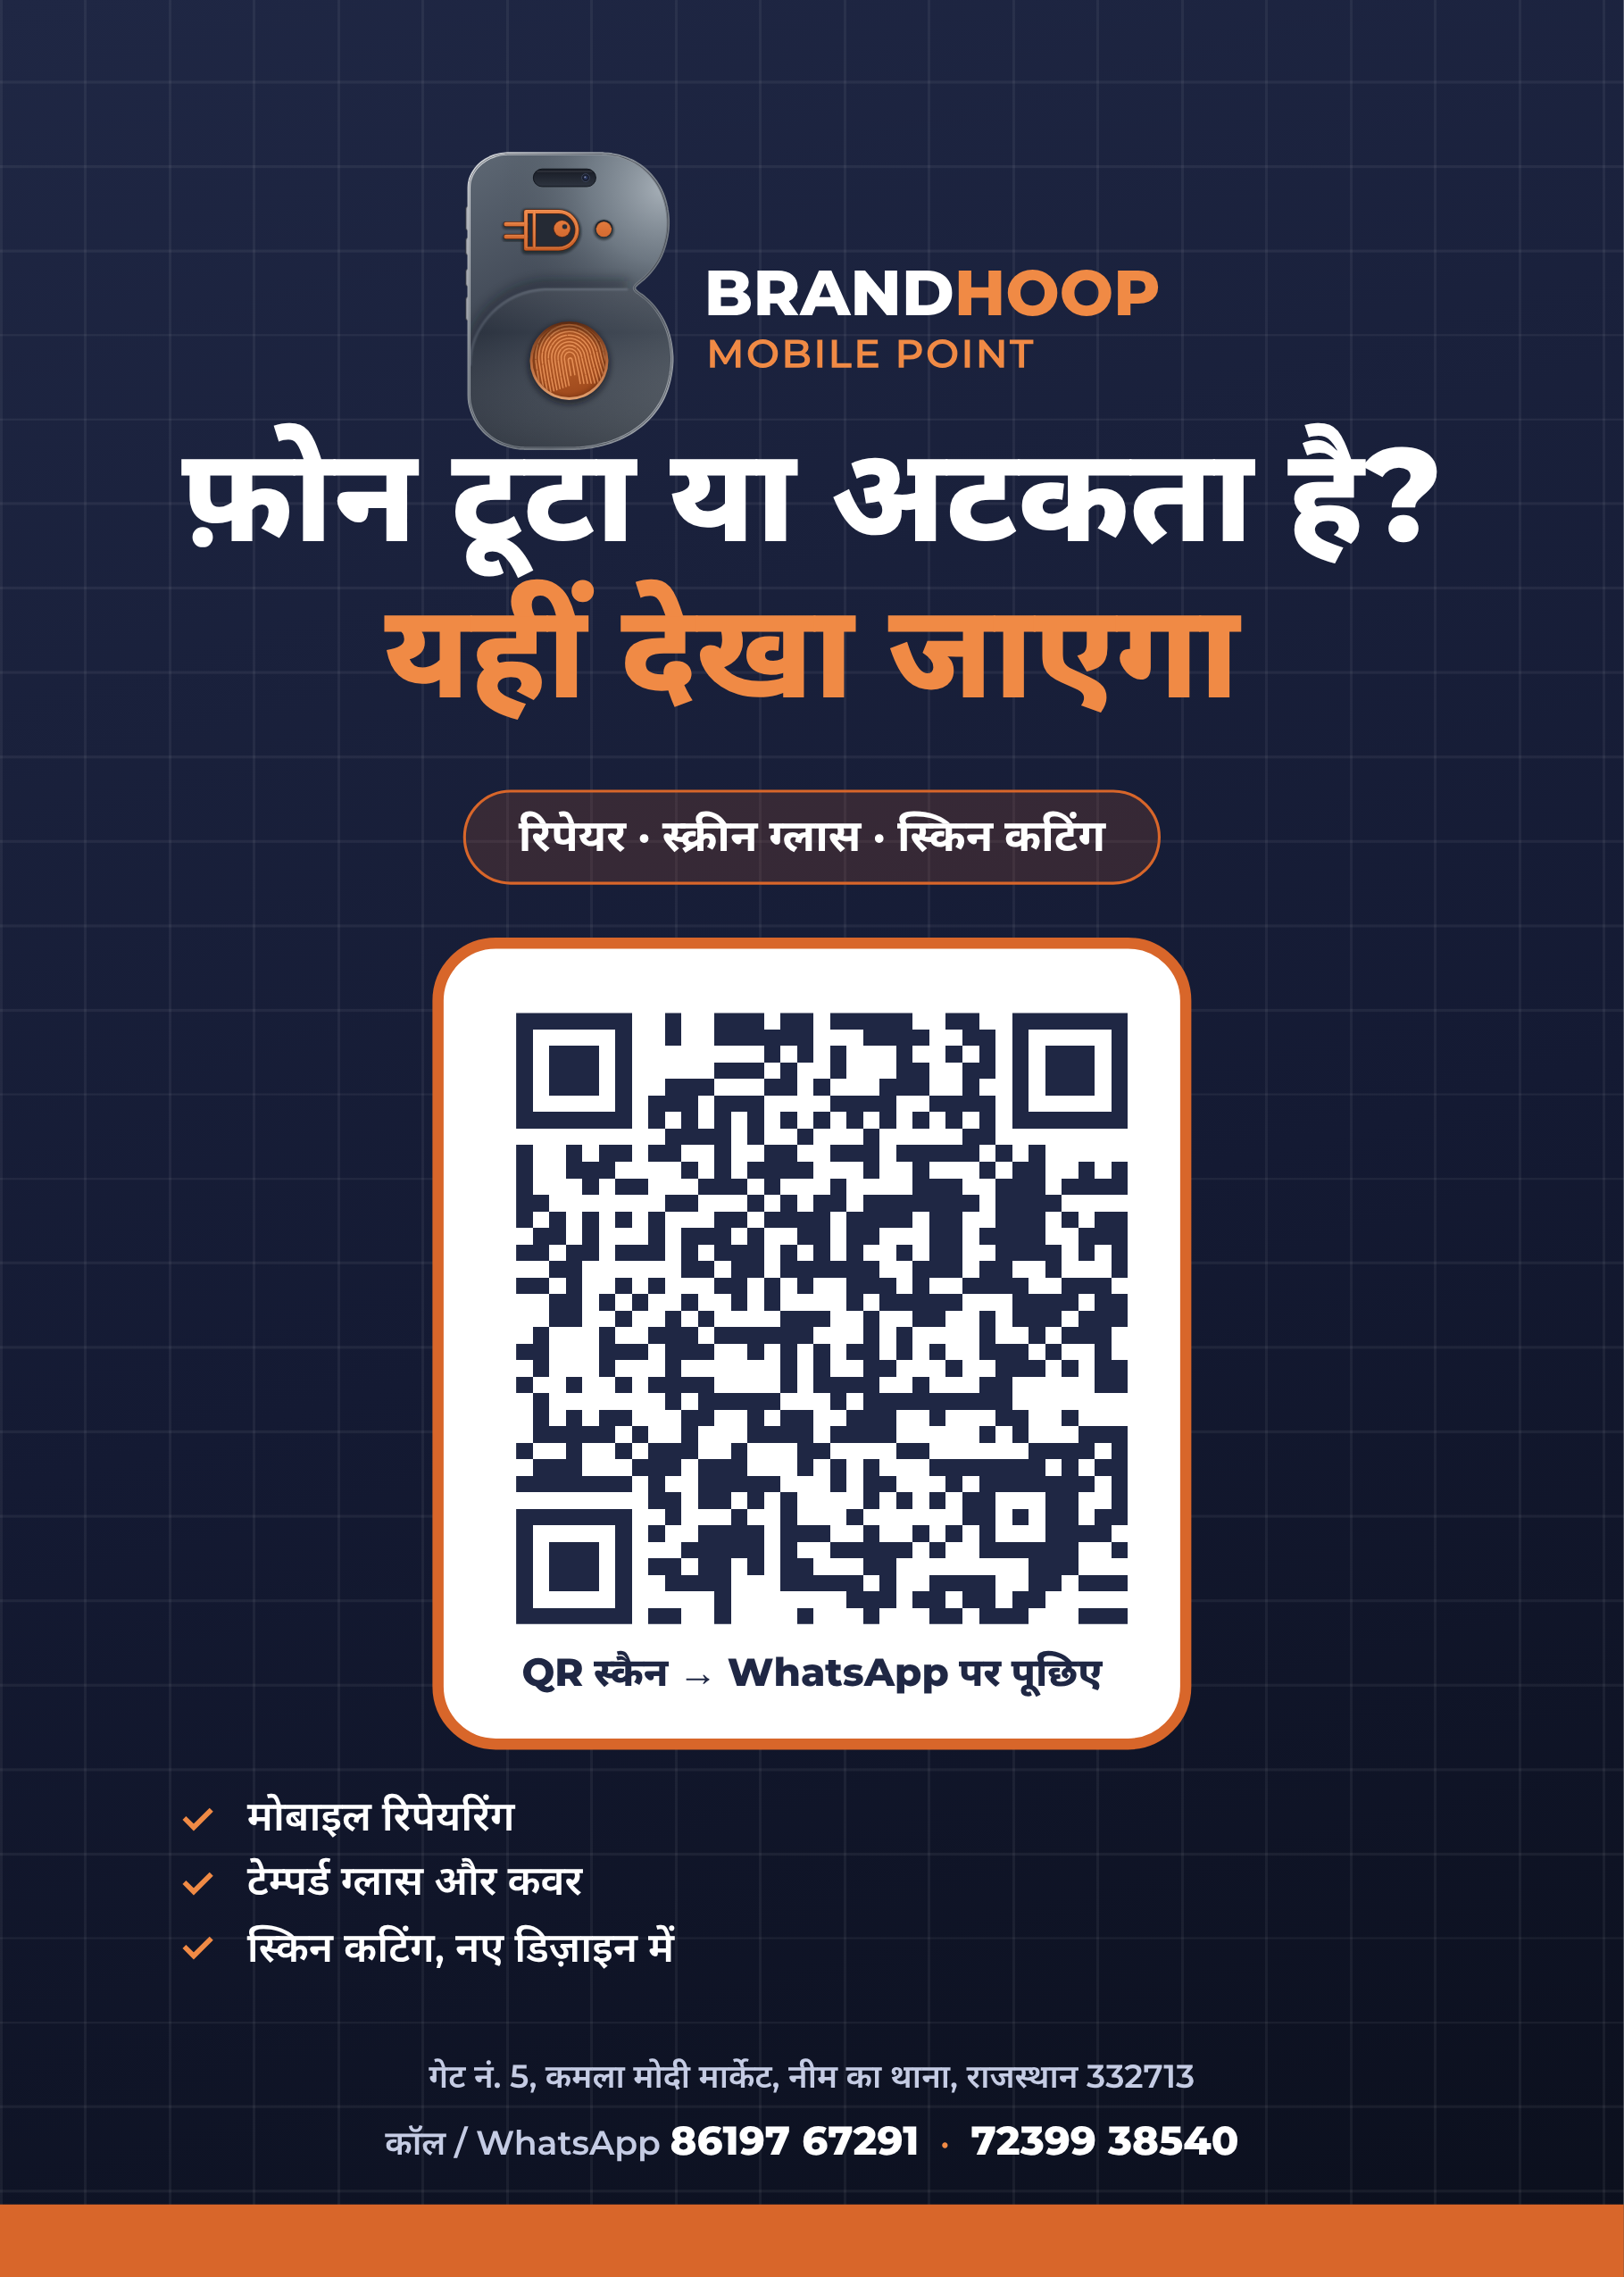 BRANDHOOP
MOBILE POINT
फ़ोन टूटा या अटकता है?
यहीं देखा जाएगा
रिपेयर · स्क्रीन ग्लास · स्किन कटिंग
QR स्कैन → WhatsApp पर पूछिए
मोबाइल रिपेयरिंग
टेम्पर्ड ग्लास और कवर
स्किन कटिंग, नए डिज़ाइन में
गेट नं. 5, कमला मोदी मार्केट, नीम का थाना, राजस्थान 332713
कॉल / WhatsApp 86197 67291 · 72399 38540